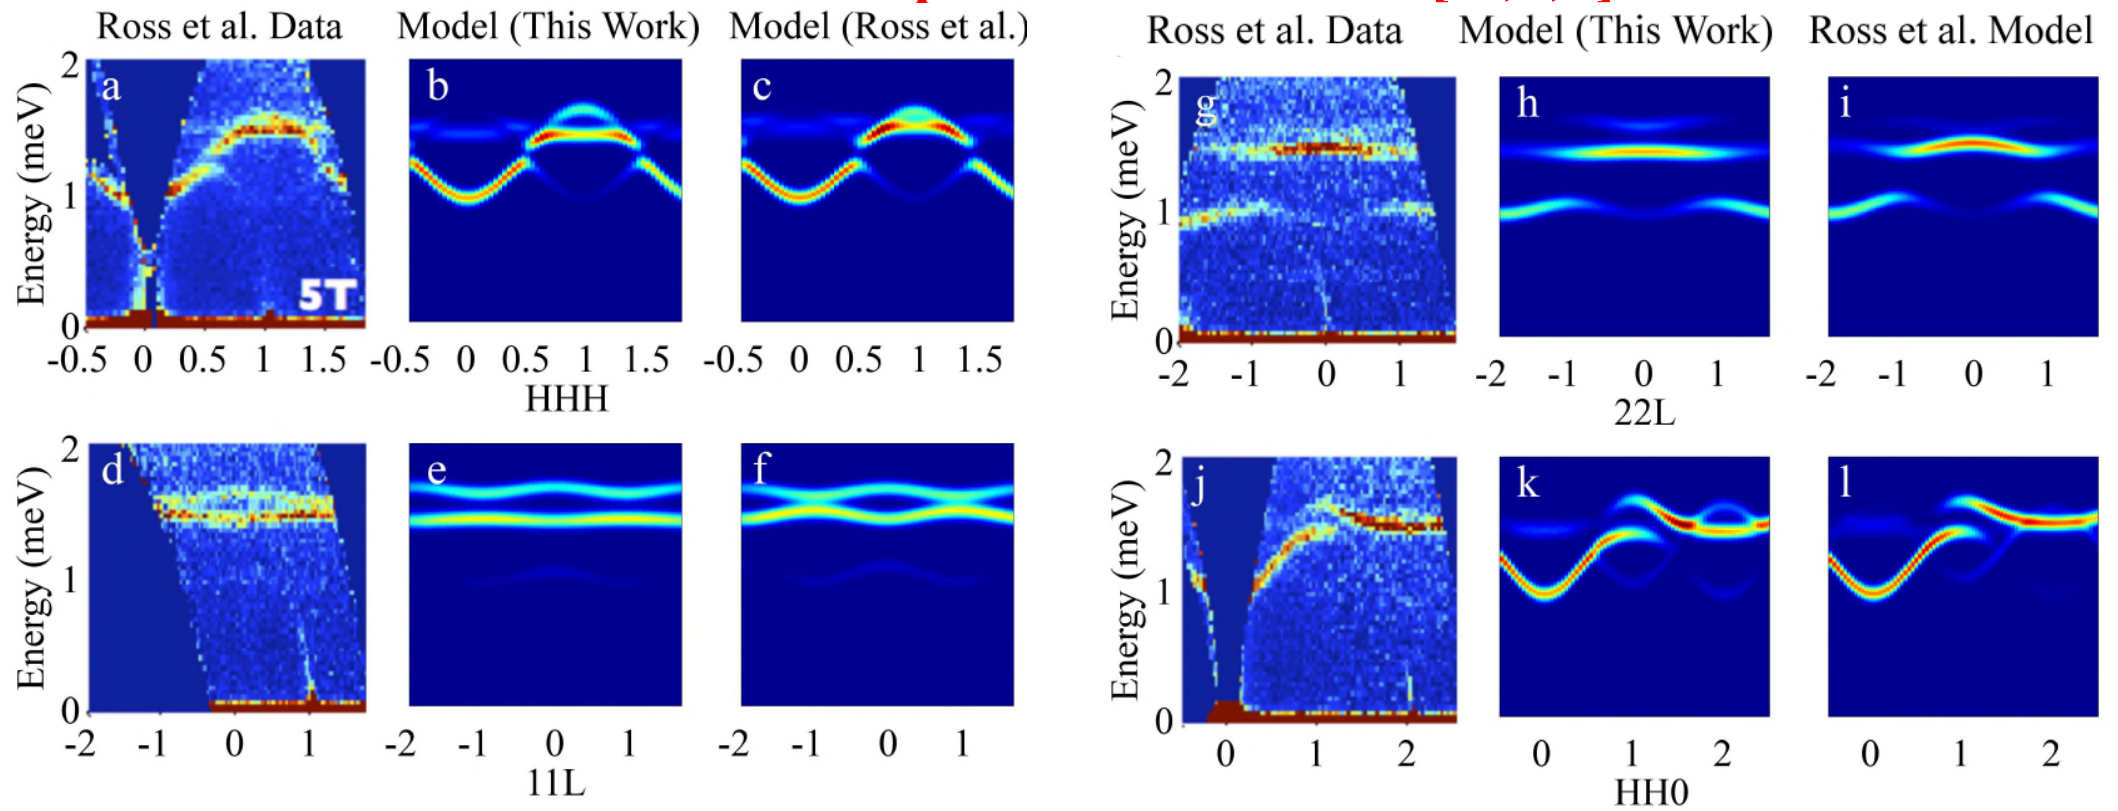 Ross et al. Data Model (This Work) Model (Ross et al.)
a b c
Energy (meV)
2
1
0
5T
-0.5 0 0.5 1 1.5 -0.5 0 0.5 1 1.5 -0.5 0 0.5 1 1.5
HHH
d e f
Energy (meV)
2
1
0
-2 -1 0 1 -2 -1 0 1 -2 -1 0 1
11L
Ross et al. Data Model (This Work) Ross et al. Model
g h i
Energy (meV)
2
1
0
-2 -1 0 1 -2 -1 0 1 -2 -1 0 1
22L
j k l
Energy (meV)
2
1
0
0 1 2 0 1 2 0 1 2
HH0